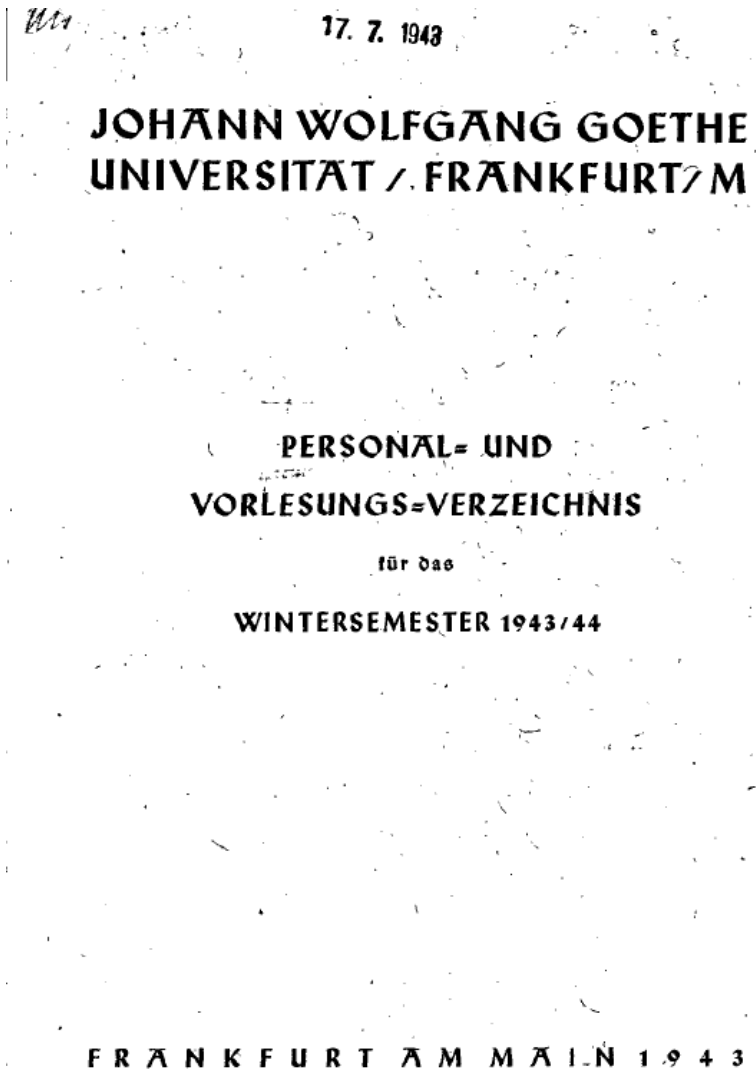 17. 7. 1943
JOHANN WOLFGANG GOETHE
UNIVERSITÄT / FRANKFURT / M
PERSONAL= UND
VORLESUNGS=VERZEICHNIS
für das
WINTERSEMESTER 1943/44
FRANKFURT AM MAIN 1943